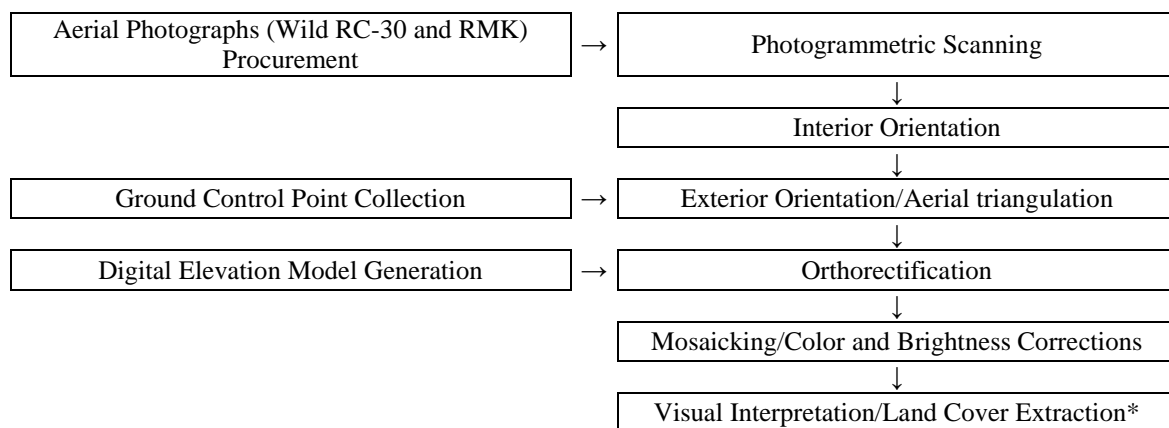 Aerial Photographs (Wild RC-30 and RMK)
Procurement
→
Photogrammetric Scanning
↓
Interior Orientation
↓
Ground Control Point Collection
→
Exterior Orientation/Aerial triangulation
↓
Digital Elevation Model Generation
→
Orthorectification
↓
Mosaicking/Color and Brightness Corrections
↓
Visual Interpretation/Land Cover Extraction*